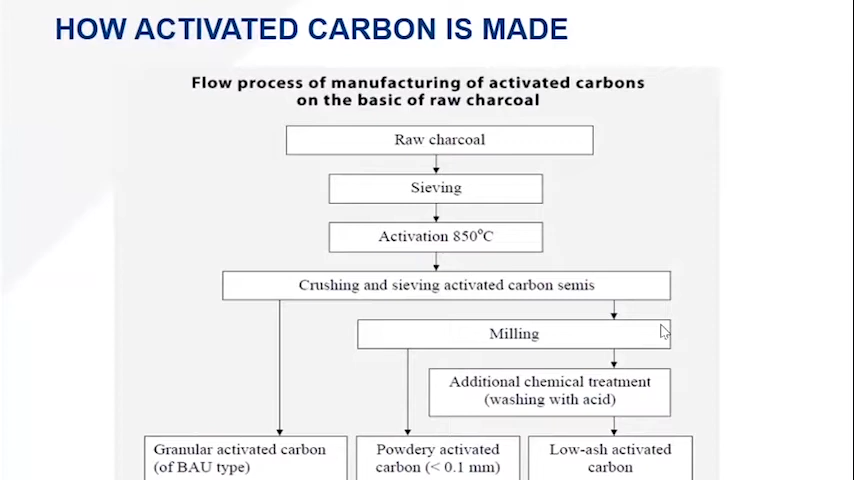 HOW ACTIVATED CARBON IS MADE
Flow process of manufacturing of activated carbons
on the basic of raw charcoal
Raw charcoal
Sieving
Activation 850°C
Crushing and sieving activated carbon semis
Milling
Additional chemical treatment
(washing with acid)
Granular activated carbon
(of BAU type)
Powdery activated
carbon (< 0.1 mm)
Low-ash activated
carbon